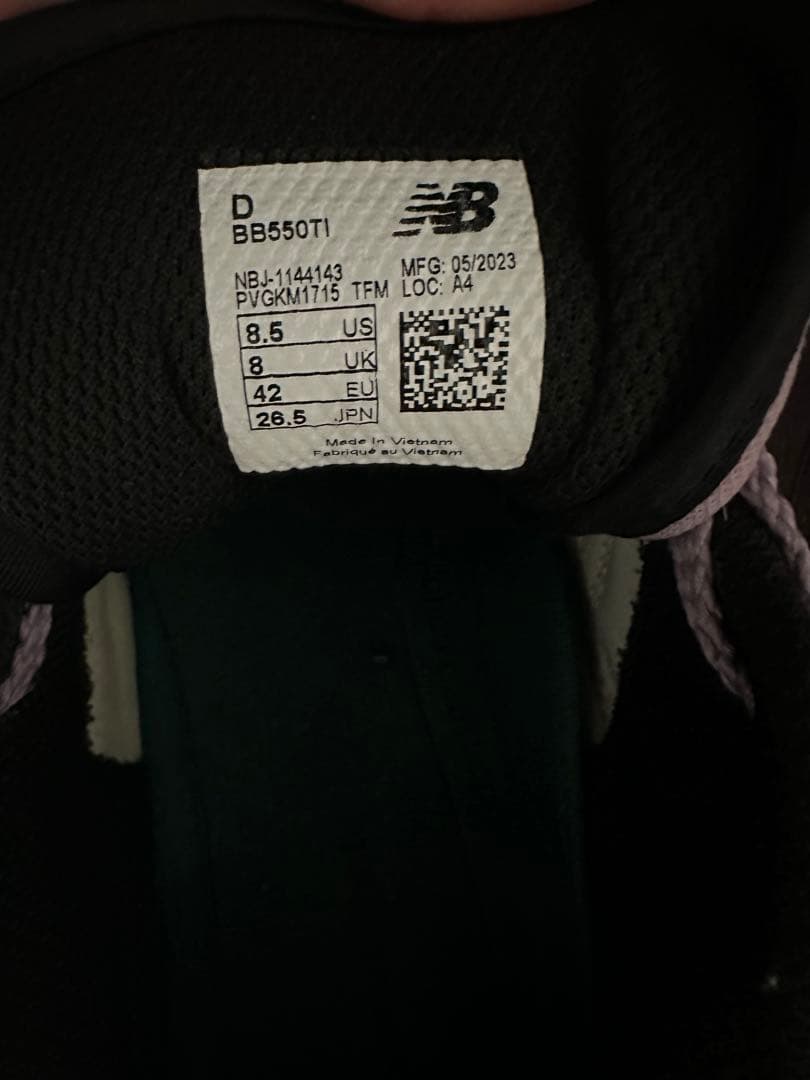 D
BB550TI
NB
NBJ-1144143
PVGKM1715 TFM
MFG: 05/2023
LOC: A4
8.5 US
8 UK
42 EU
26.5 JPN
Made In Vietnam
Fabriqué au Vietnam